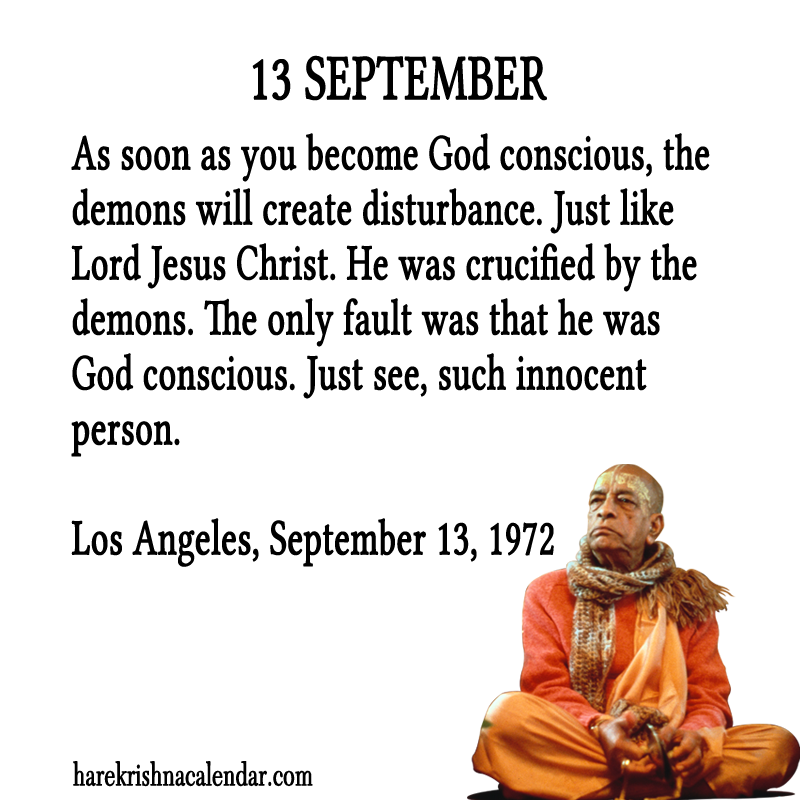 13 SEPTEMBER
As soon as you become God conscious, the
demons will create disturbance. Just like
Lord Jesus Christ. He was crucified by the
demons. The only fault was that he was
God conscious. Just see, such innocent
person.
Los Angeles, September 13, 1972
harekrishnacalendar.com